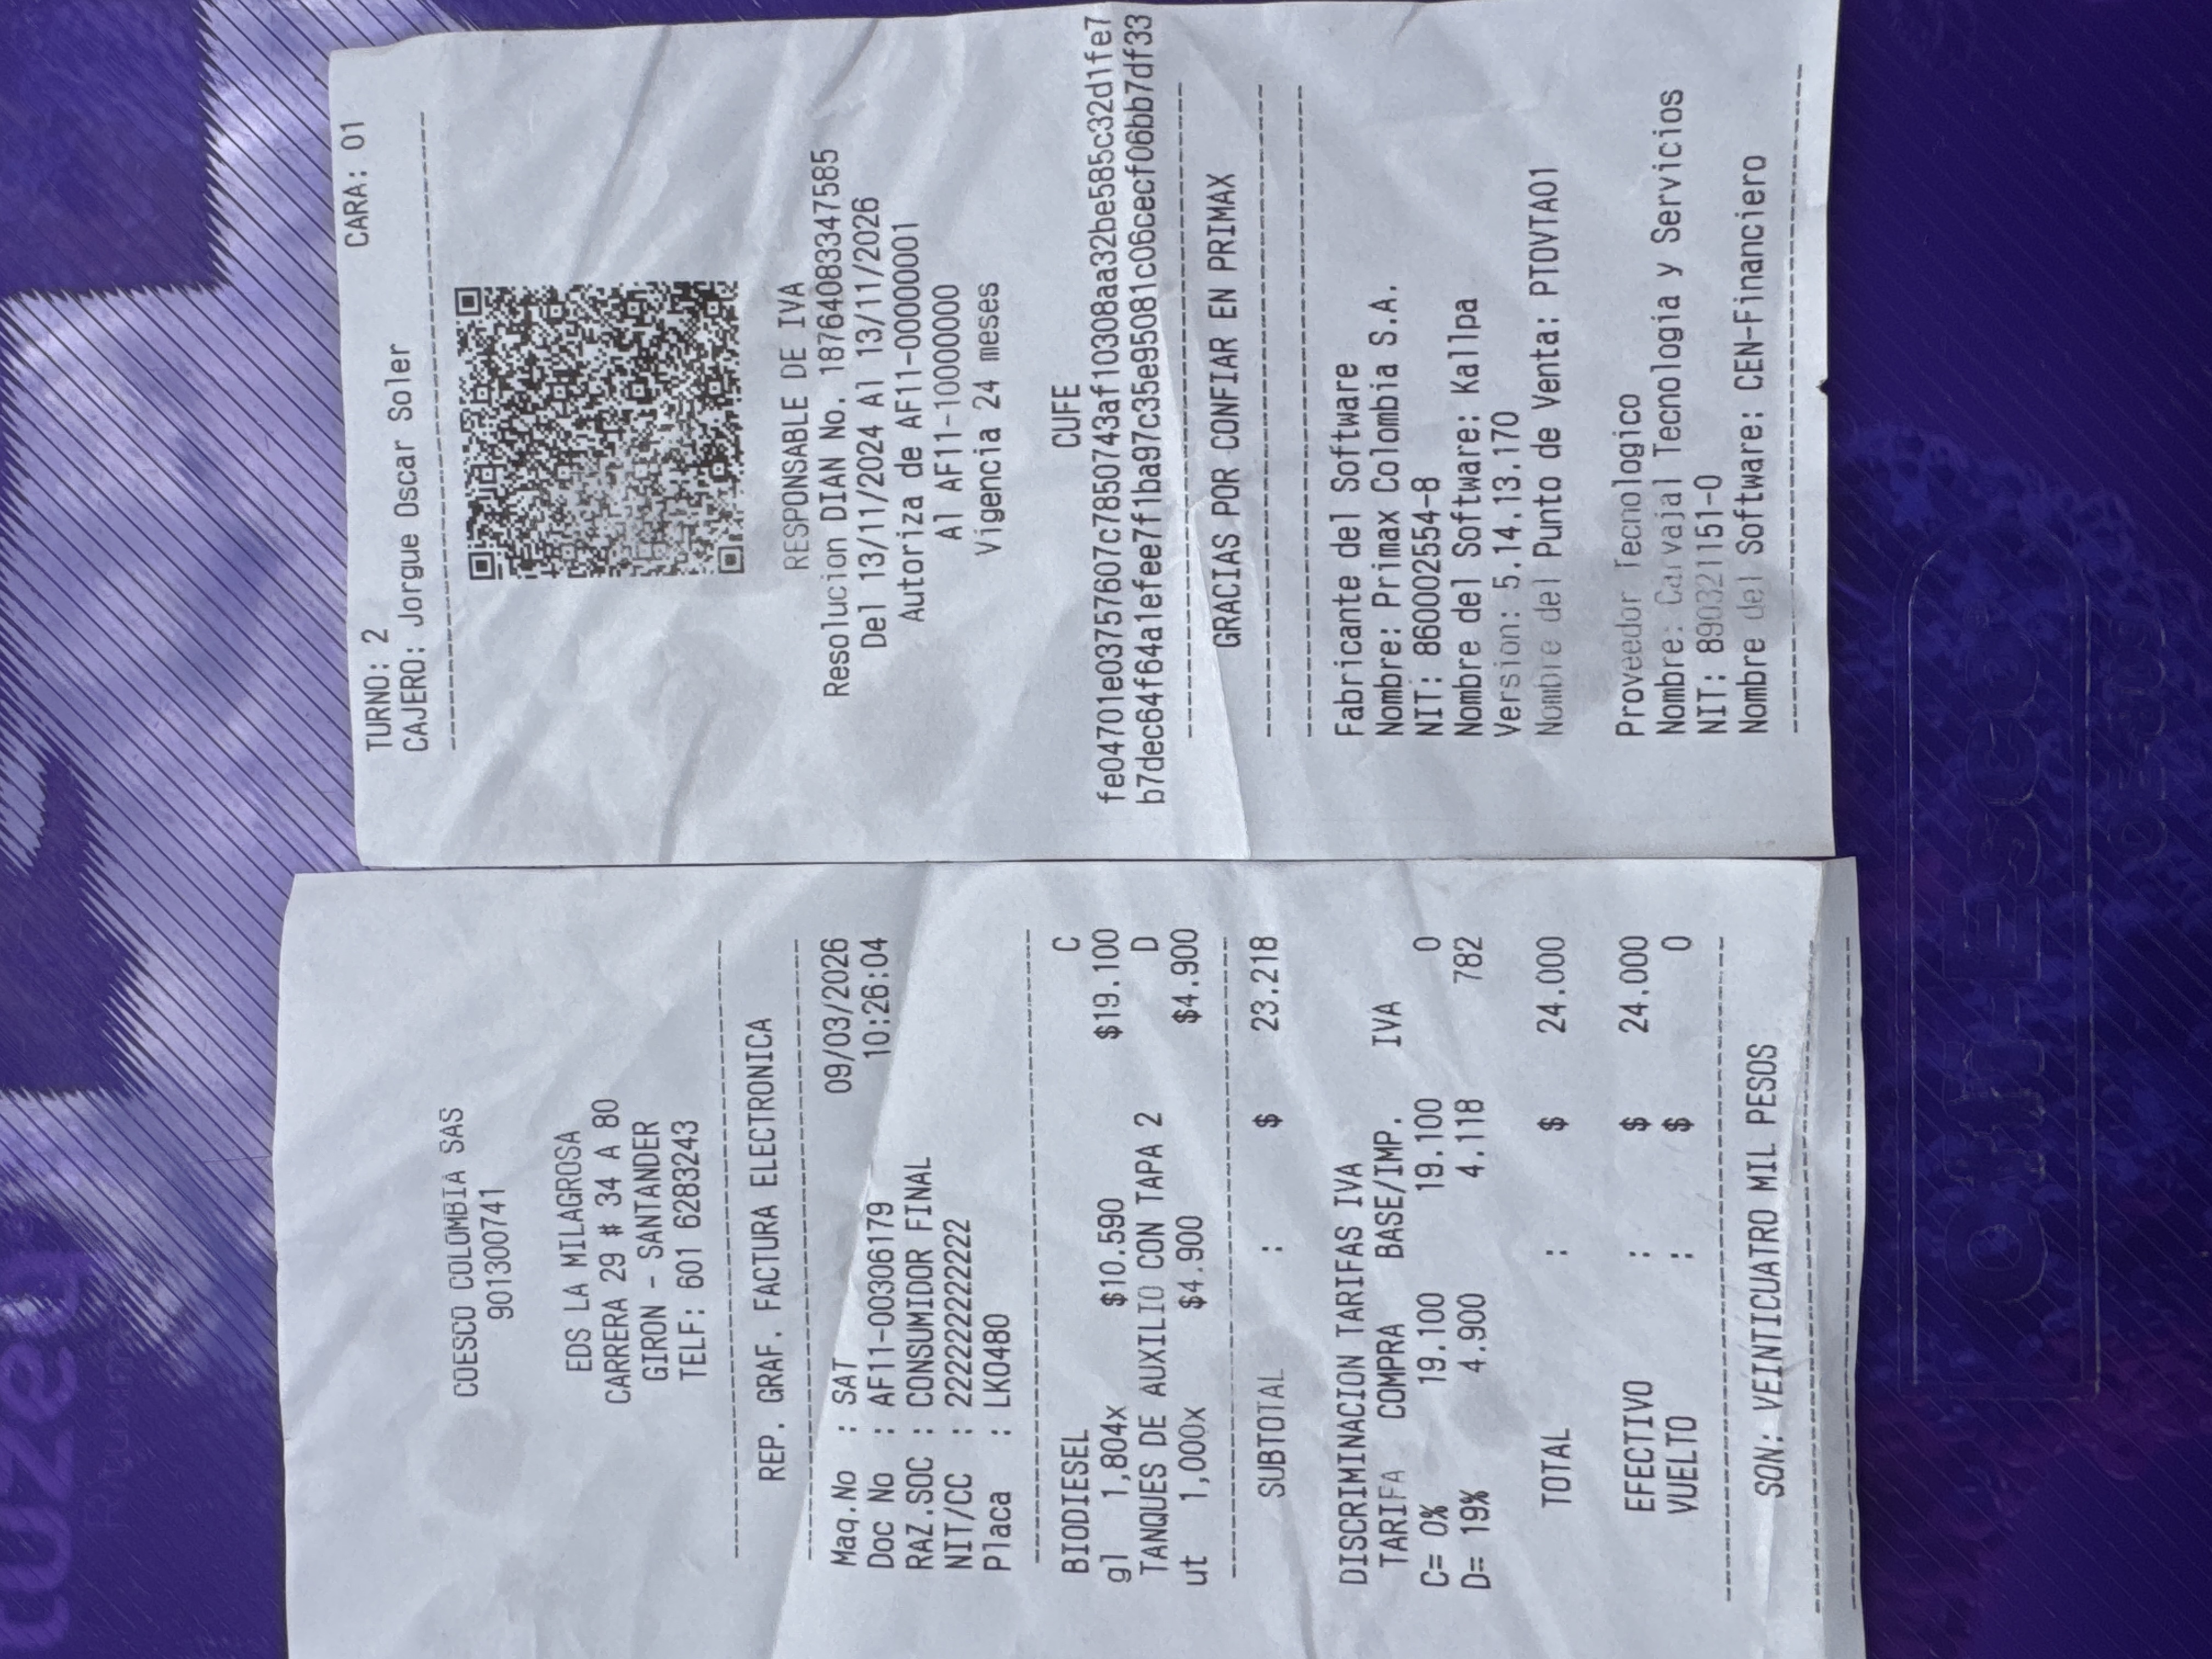 COESCO COLOMBIA SAS
901300741
EDS LA MILAGROSA
CARRERA 29 # 34 A 80
GIRON - SANTANDER
TELF: 601 6283243
REP. GRAF. FACTURA ELECTRONICA
Maq.No : SAT 09/03/2026
Doc No : AF11-00306179 10:26:04
RAZ.SOC : CONSUMIDOR FINAL
NIT/CC : 222222222222
Placa : LKO480
BIODIESEL C
gl 1,804x $10.590 $19.100
TANQUES DE AUXILIO CON TAPA 2 D
ut 1,000x $4.900 $4.900
SUBTOTAL : $ 23.218
DISCRIMINACION TARIFAS IVA
TARIFA COMPRA BASE/IMP. IVA
C= 0% 19.100 19.100 0
D= 19% 4.900 4.118 782
TOTAL : $ 24.000
EFECTIVO : $ 24.000
VUELTO : $ 0
SON: VEINTICUATRO MIL PESOS
TURNO: 2 CARA: 01
CAJERO: Jorgue Oscar Soler
RESPONSABLE DE IVA
Resolucion DIAN No. 18764083347585
Del 13/11/2024 Al 13/11/2026
Autoriza de AF11-00000001
Al AF11-10000000
Vigencia 24 meses
CUFE
fe04701e037576​07c7850743af10308aa32be585c32d1fe7
b7dec64f64a1efee7f1ba97c35e95081c06cecf06bb7df33
GRACIAS POR CONFIAR EN PRIMAX
Fabricante del Software
Nombre: Primax Colombia S.A.
NIT: 860002554-8
Nombre del Software: Kallpa
Version: 5.14.13.170
Nombre del Punto de Venta: PTOVTA01
Proveedor Tecnologico
Nombre: Carvajal Tecnologia y Servicios
NIT: 890321151-0
Nombre del Software: CEN-Financiero